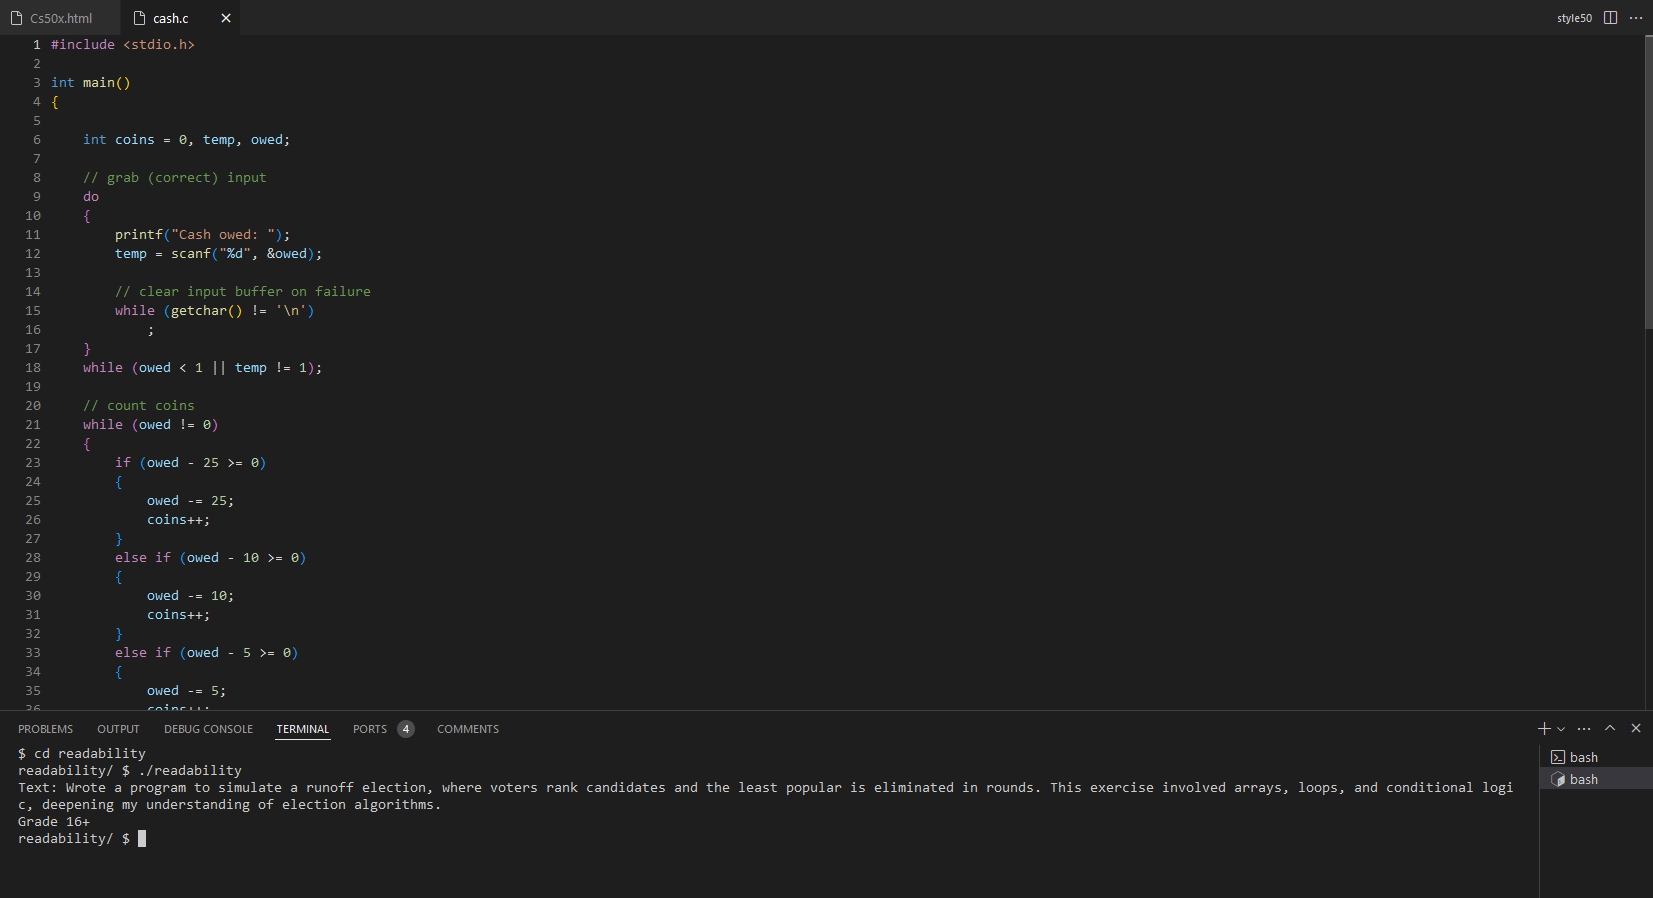 Cs50x.html cash.c style50
1 #include <stdio.h>
2
3 int main()
4 {
5
6 int coins = 0, temp, owed;
7
8 // grab (correct) input
9 do
10 {
11 printf("Cash owed: ");
12 temp = scanf("%d", &owed);
13
14 // clear input buffer on failure
15 while (getchar() != '\n')
16 ;
17 }
18 while (owed < 1 || temp != 1);
19
20 // count coins
21 while (owed != 0)
22 {
23 if (owed - 25 >= 0)
24 {
25 owed -= 25;
26 coins++;
27 }
28 else if (owed - 10 >= 0)
29 {
30 owed -= 10;
31 coins++;
32 }
33 else if (owed - 5 >= 0)
34 {
35 owed -= 5;
36 coins++;
PROBLEMS OUTPUT DEBUG CONSOLE TERMINAL PORTS 4 COMMENTS
$ cd readability
readability/ $ ./readability
Text: Wrote a program to simulate a runoff election, where voters rank candidates and the least popular is eliminated in rounds. This exercise involved arrays, loops, and conditional logi
c, deepening my understanding of election algorithms.
Grade 16+
readability/ $
bash
bash